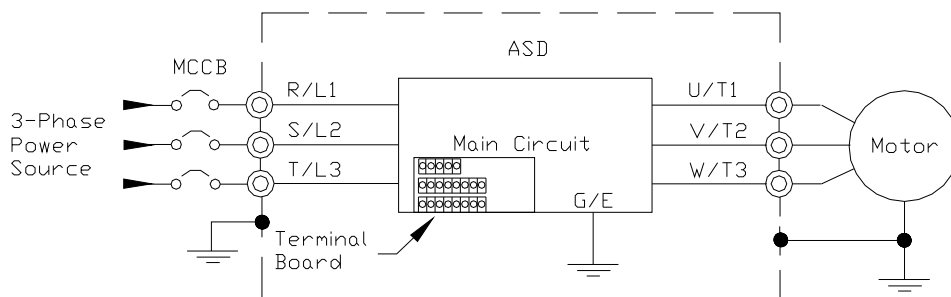 ASD
MCCB
R/L1
U/T1
3-Phase
Power
Source
S/L2
V/T2
Main Circuit
Motor
T/L3
W/T3
G/E
Terminal
Board